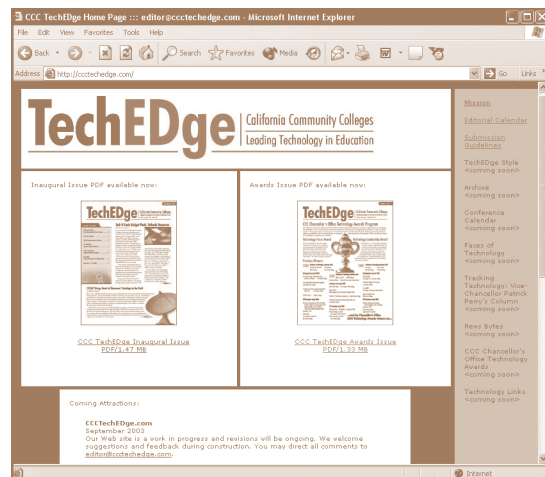 CCC TechEDge Home Page ::: editor@ccctechedge.com - Microsoft Internet Explorer
File Edit View Favorites Tools Help
Back Search Favorites Media
Address http://ccctechedge.com/ Go Links
TechEDge
California Community Colleges
Leading Technology in Education
Inaugural Issue PDF available now:
TechEDge
CCC TechEDge Inaugural Issue
PDF/1.47 MB
Awards Issue PDF available now:
TechEDge
CCC Chancellor's Office Technology Awards Program
CCC TechEDge Awards Issue
PDF/1.33 MB
Coming Attractions:
CCCTechEDge.com
September 2003
Our Web site is a work in progress and revisions will be ongoing. We welcome
suggestions and feedback during construction. You may direct all comments to
editor@ccctechedge.com.
Mission
Editorial Calendar
Submission
Guidelines
TechEDge Style
<coming soon>
Archive
<coming soon>
Conference
Calendar
<coming soon>
Faces of
Technology
<coming soon>
Tracking
Technology: Vice-
Chancellor Patrick
Perry's Column
<coming soon>
News Bytes
<coming soon>
CCC Chancellor's
Office Technology
Awards
<coming soon>
Technology Links
<coming soon>
Internet